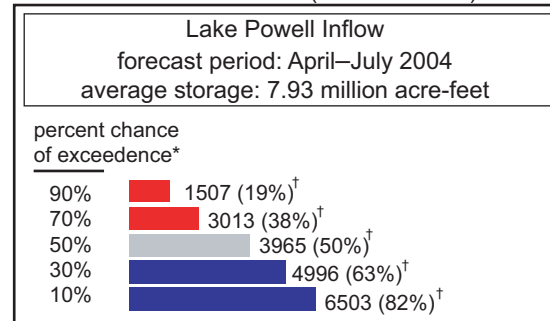 Lake Powell Inflow
forecast period: April–July 2004
average storage: 7.93 million acre-feet
percent chance
of exceedence*
90% 1507 (19%)†
70% 3013 (38%)†
50% 3965 (50%)†
30% 4996 (63%)†
10% 6503 (82%)†